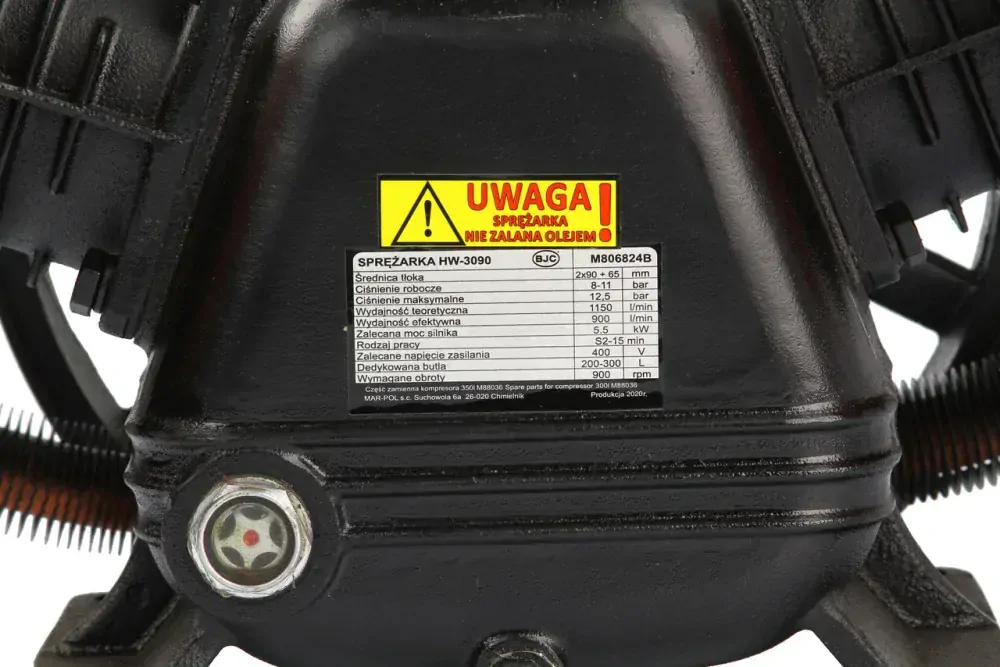 UWAGA!
SPRĘŻARKA
NIE ZALANA OLEJEM
SPRĘŻARKA HW-3090 BJC M806824B
Średnica tłoka 2x90 + 65 mm
Ciśnienie robocze 8-11 bar
Ciśnienie maksymalne 12,5 bar
Wydajność teoretyczna 1150 l/min
Wydajność efektywna 900 l/min
Zalecana moc silnika 5.5 kW
Rodzaj pracy S2-15 min
Zalecane napięcie zasilania 400 V
Dedykowana butla 200-300 L
Wymagane obroty 900 rpm
Część zamienna kompresora 350l M88036 Spare parts for compressor 300l M88036
MAR-POL s.c. Suchowola 6a 26-020 Chmielnik Produkcja 2020r.